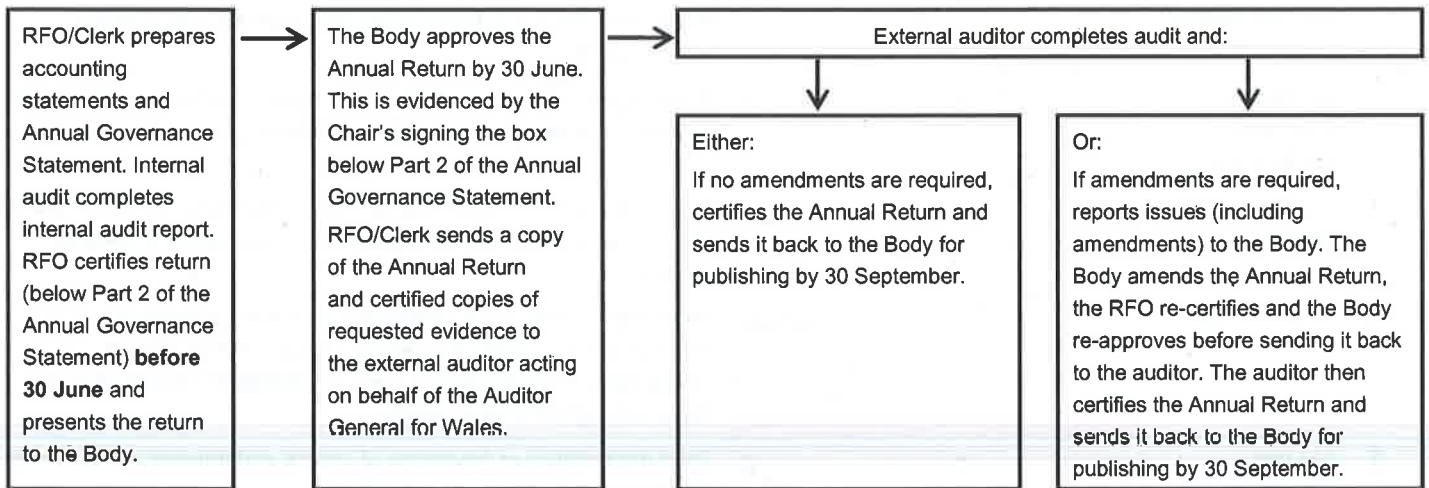 RFO/Clerk prepares
accounting
statements and
Annual Governance
Statement. Internal
audit completes
internal audit report.
RFO certifies return
(below Part 2 of the
Annual Governance
Statement) before
30 June and
presents the return
to the Body.
The Body approves the
Annual Return by 30 June.
This is evidenced by the
Chair's signing the box
below Part 2 of the Annual
Governance Statement.
RFO/Clerk sends a copy
of the Annual Return
and certified copies of
requested evidence to
the external auditor acting
on behalf of the Auditor
General for Wales.
External auditor completes audit and:
Either:
If no amendments are required,
certifies the Annual Return and
sends it back to the Body for
publishing by 30 September.
Or:
If amendments are required,
reports issues (including
amendments) to the Body. The
Body amends the Annual Return,
the RFO re-certifies and the Body
re-approves before sending it back
to the auditor. The auditor then
certifies the Annual Return and
sends it back to the Body for
publishing by 30 September.